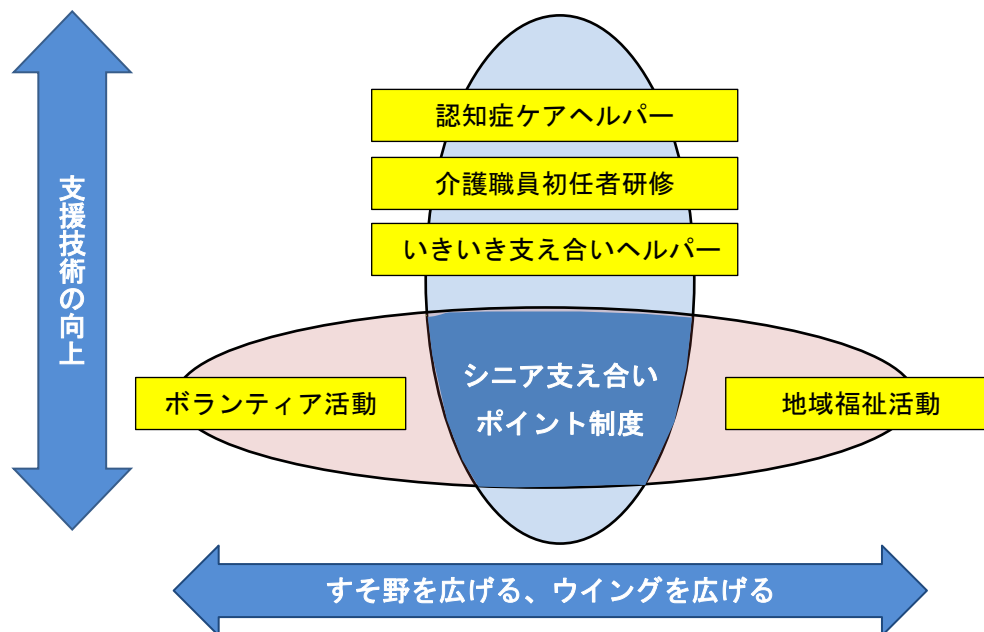 認知症ケアヘルパー
介護職員初任者研修
いきいき支え合いヘルパー
支援技術の向上
シニア支え合い
ポイント制度
ボランティア活動
地域福祉活動
すそ野を広げる、ウイングを広げる